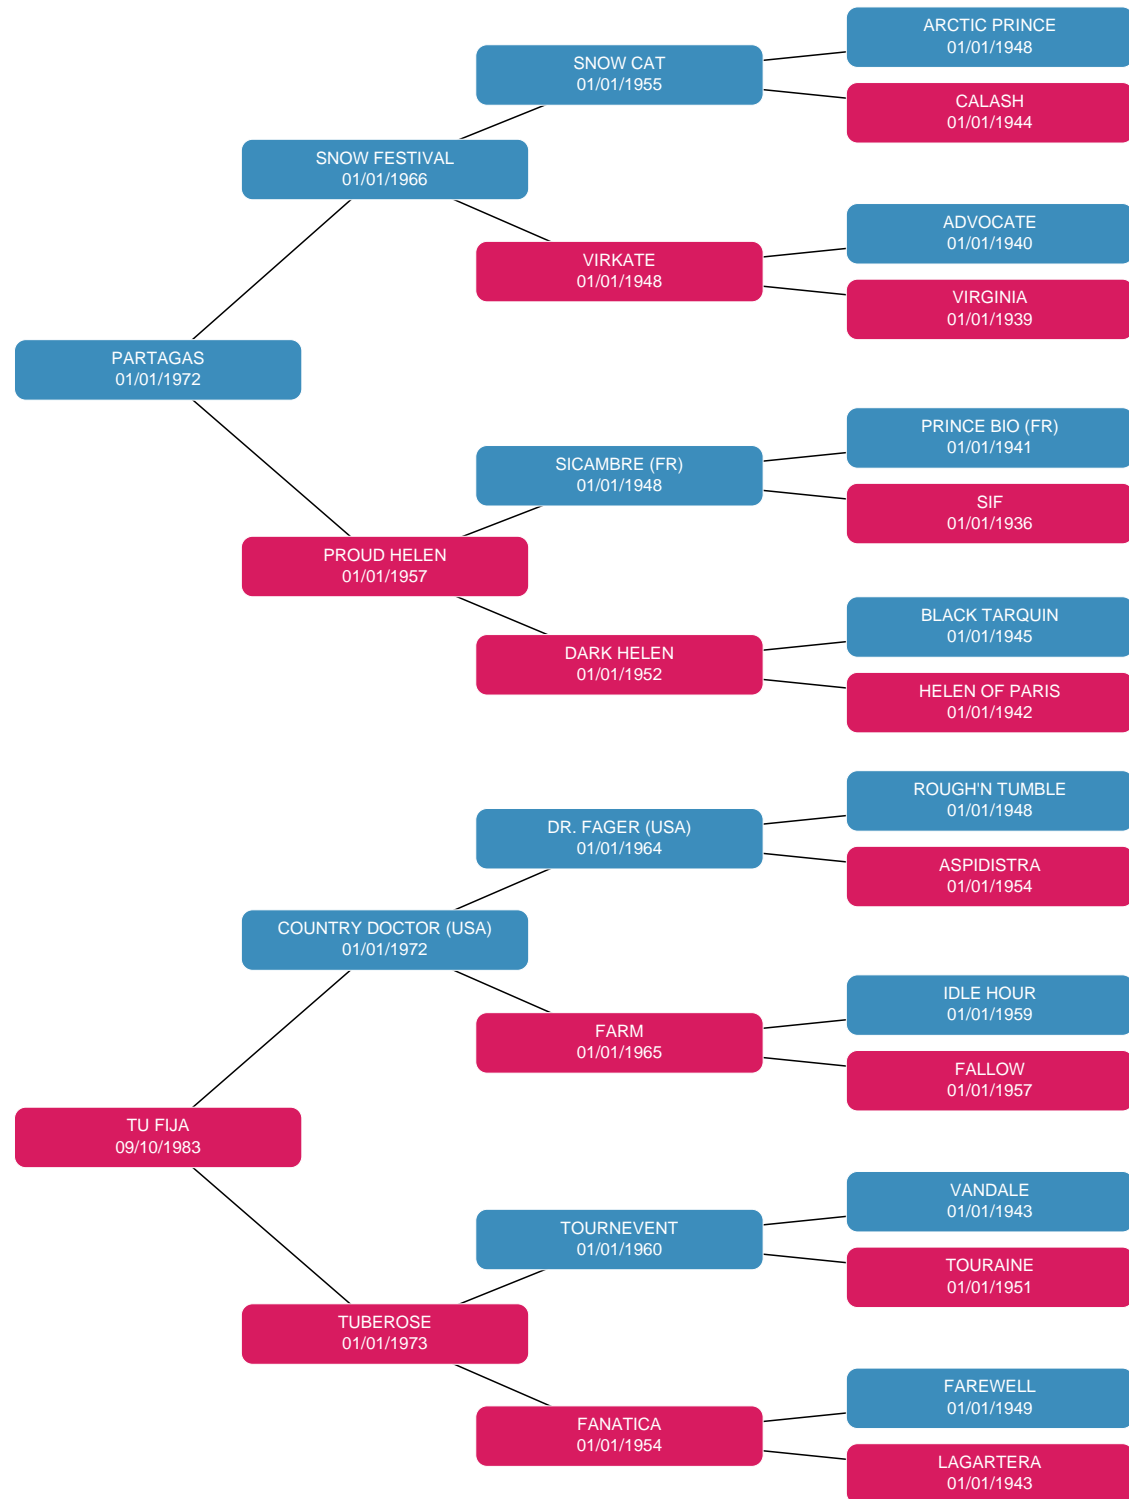 ARCTIC PRINCE
01/01/1948
SNOW CAT
01/01/1955
CALASH
01/01/1944
SNOW FESTIVAL
01/01/1966
ADVOCATE
01/01/1940
VIRKATE
01/01/1948
VIRGINIA
01/01/1939
PARTAGAS
01/01/1972
PRINCE BIO (FR)
01/01/1941
SICAMBRE (FR)
01/01/1948
SIF
01/01/1936
PROUD HELEN
01/01/1957
BLACK TARQUIN
01/01/1945
DARK HELEN
01/01/1952
HELEN OF PARIS
01/01/1942
ROUGH'N TUMBLE
01/01/1948
DR. FAGER (USA)
01/01/1964
ASPIDISTRA
01/01/1954
COUNTRY DOCTOR (USA)
01/01/1972
IDLE HOUR
01/01/1959
FARM
01/01/1965
FALLOW
01/01/1957
TU FIJA
09/10/1983
VANDALE
01/01/1943
TOURNEVENT
01/01/1960
TOURAINE
01/01/1951
TUBEROSE
01/01/1973
FAREWELL
01/01/1949
FANATICA
01/01/1954
LAGARTERA
01/01/1943